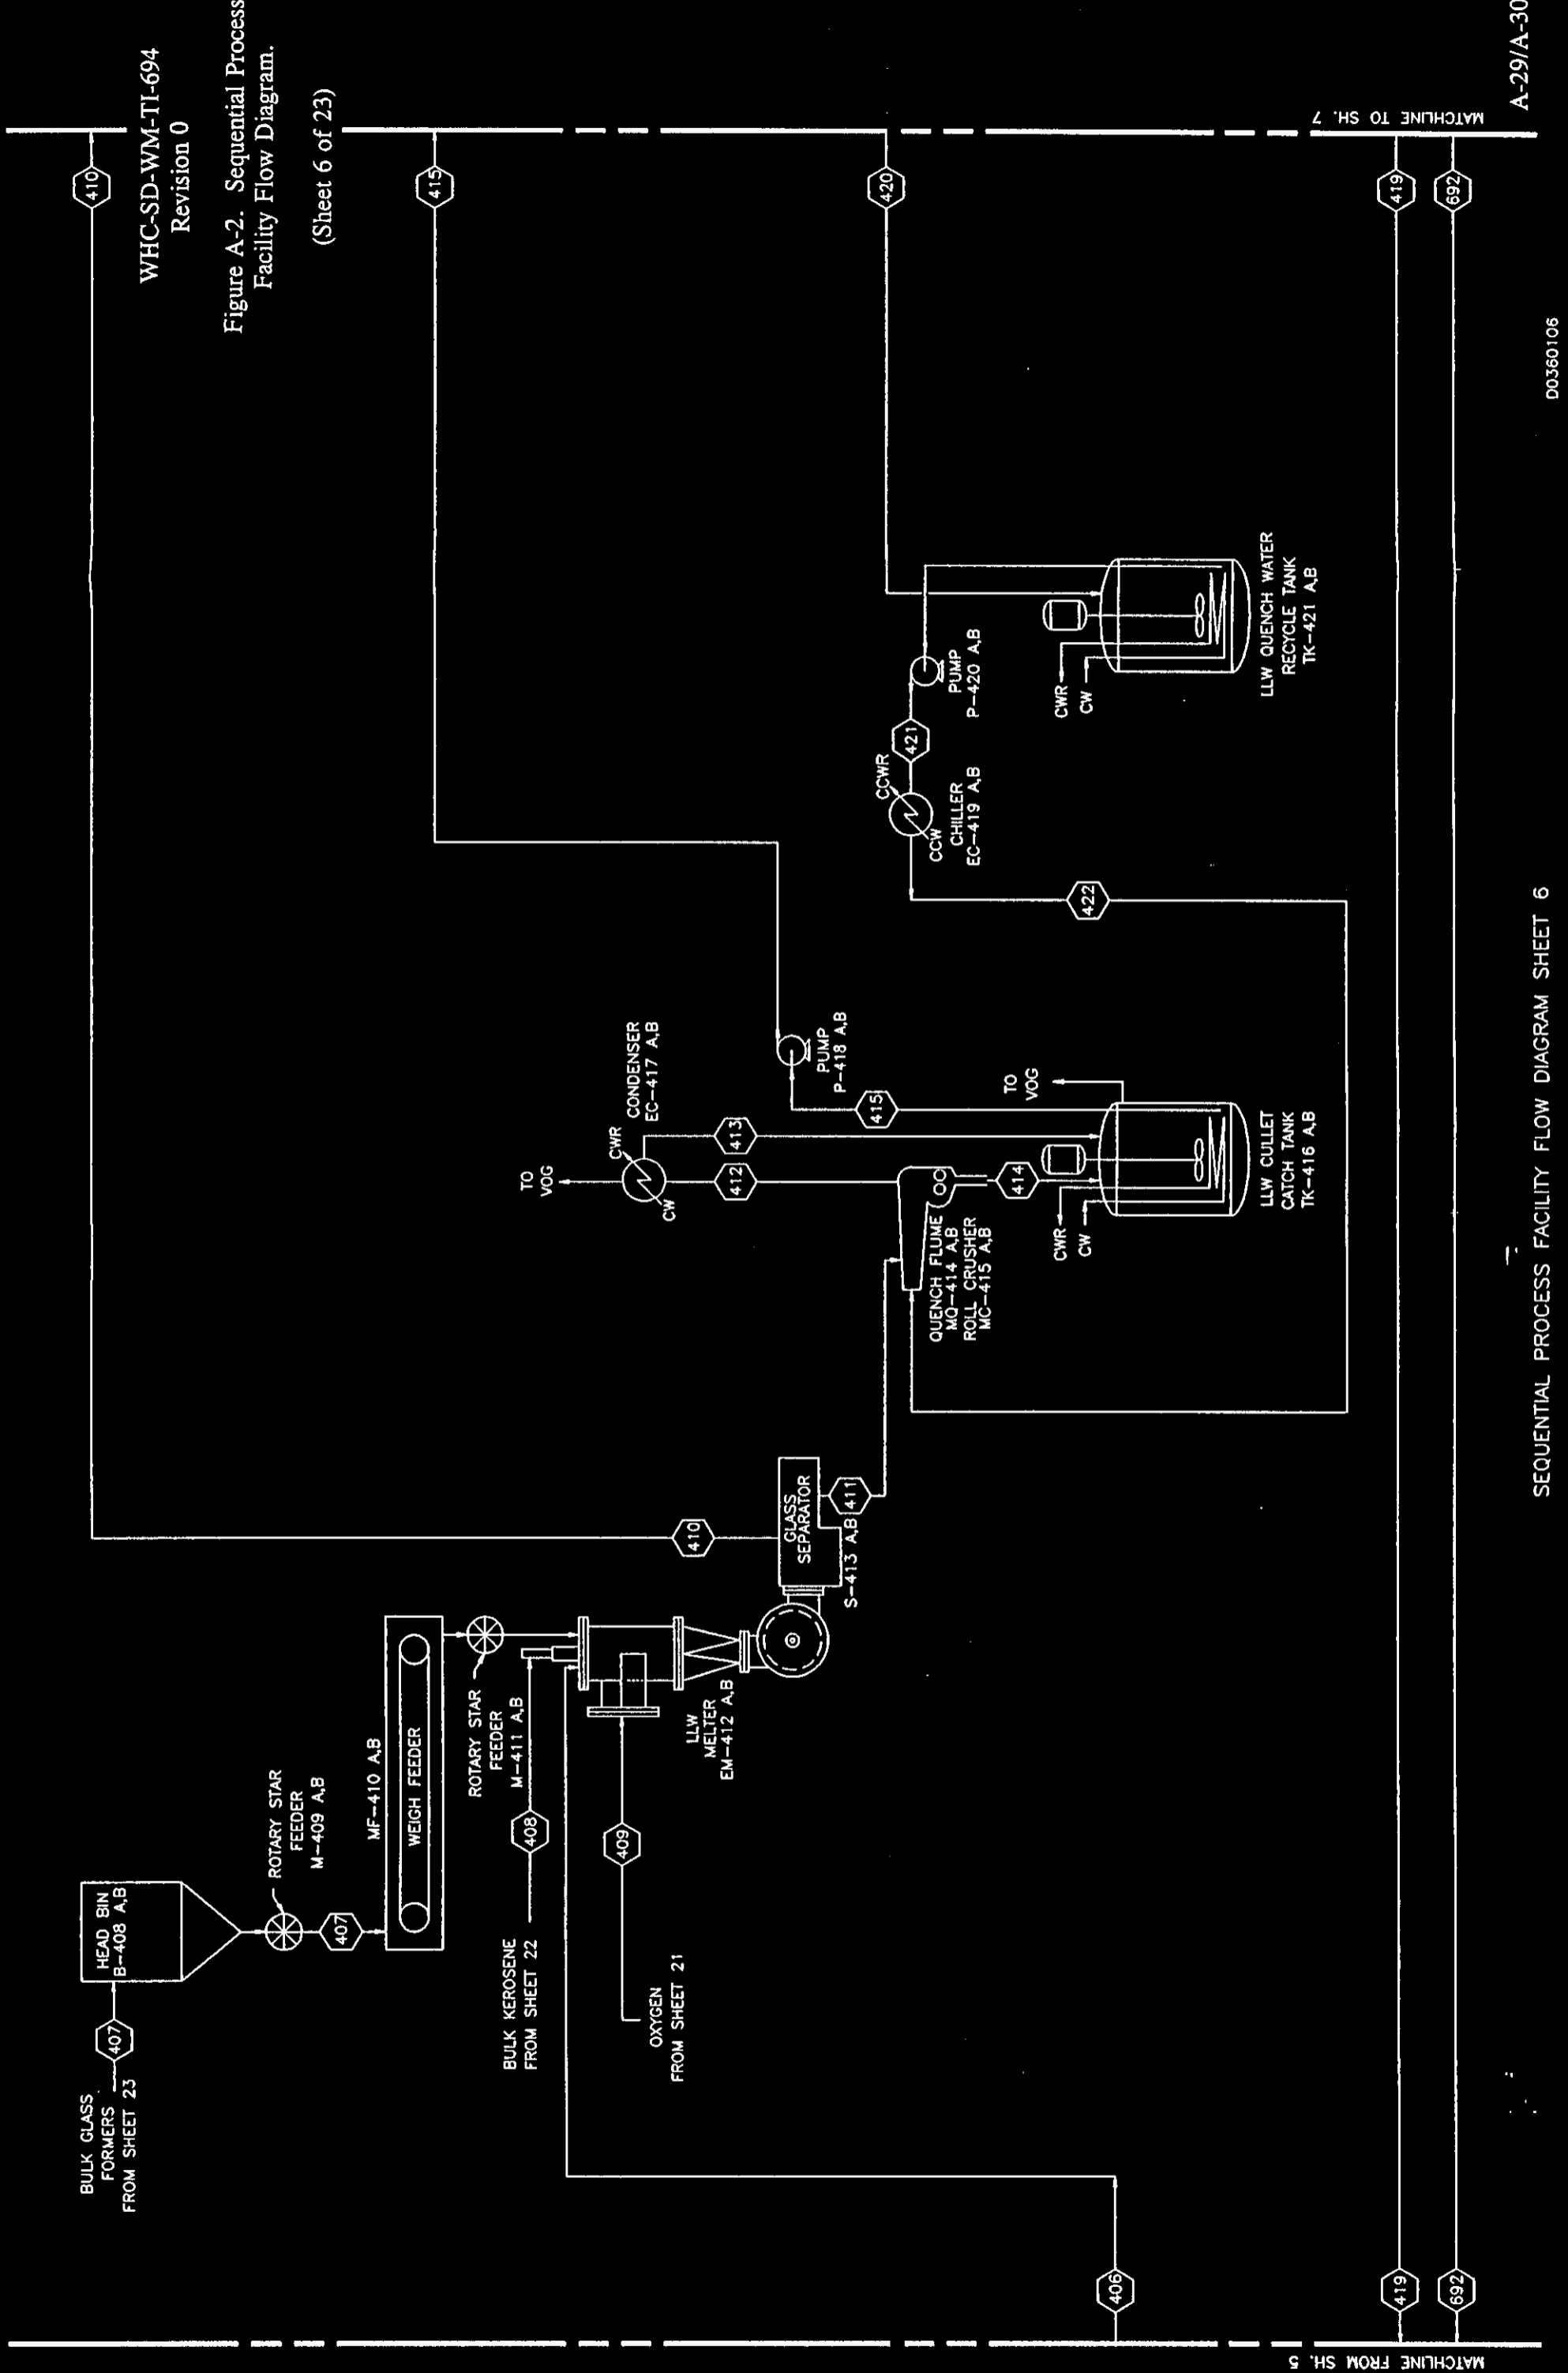 WHC-SD-WM-TI-694
Revision 0
Figure A-2. Sequential Process
Facility Flow Diagram.
(Sheet 6 of 23)
BULK GLASS
FORMERS
FROM SHEET 23
407
HEAD BIN
B-408 A,B
ROTARY STAR
FEEDER
M-409 A,B
407
MF-410 A,B
WEIGH FEEDER
ROTARY STAR
FEEDER
M-411 A,B
BULK KEROSENE
FROM SHEET 22
408
OXYGEN
FROM SHEET 21
409
LLW
MELTER
EM-412 A,B
GLASS
SEPARATOR
S-413 A,B
410
410
411
TO
VOG
CWR
CW
CONDENSER
EC-417 A,B
412
413
QUENCH FLUME
MQ-414 A,B
ROLL CRUSHER
MC-415 A,B
414
415
PUMP
P-418 A,B
415
TO
VOG
CWR
CW
LLW CULLET
CATCH TANK
TK-416 A,B
422
CCWR
CCW
CHILLER
EC-419 A,B
421
PUMP
P-420 A,B
420
CWR
CW
LLW QUENCH WATER
RECYCLE TANK
TK-421 A,B
406
419
419
692
692
MATCHLINE FROM SH. 5
MATCHLINE TO SH. 7
SEQUENTIAL PROCESS FACILITY FLOW DIAGRAM SHEET 6
D0360106
A-29/A-30